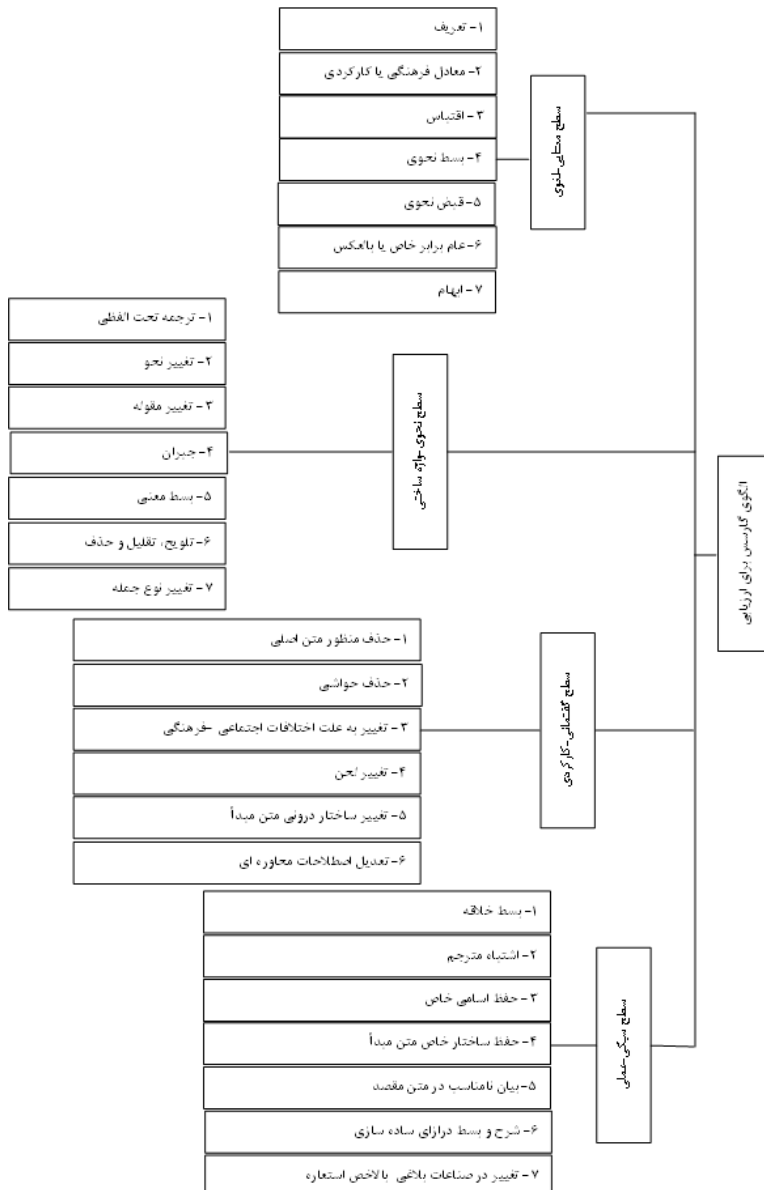 الگوی گارسس برای ارزیابی
سطح معنایی-لغوی
۱- تعریف
۲- معادل فرهنگی یا کارکردی
۳- اقتباس
۴- بسط نحوی
۵- قبض نحوی
۶- عام برابر خاص یا بالعکس
۷- ابهام
سطح نحوی-واژه ساختی
۱- ترجمه تحت الفظی
۲- تغییر نحو
۳- تغییر مقوله
۴- جبران
۵- بسط معنی
۶- تلویح، تقلیل و حذف
۷- تغییر نوع جمله
سطح گفتمانی-کارکردی
۱- حذف منظور متن اصلی
۲- حذف حواشی
۳- تغییر به علت اختلافات اجتماعی -فرهنگی
۴- تغییر لحن
۵- تغییر ساختار درونی متن مبدأ
۶- تعدیل اصطلاحات محاوره ای
سطح سبکی-عملی
۱- بسط خلاقه
۲- اشتباه مترجم
۳- حفظ اسامی خاص
۴- حفظ ساختار خاص متن مبدأ
۵- بیان نامناسب در متن مقصد
۶- شرح و بسط درازای ساده سازی
۷- تغییر در صناعات بلاغی بالاخص استعاره